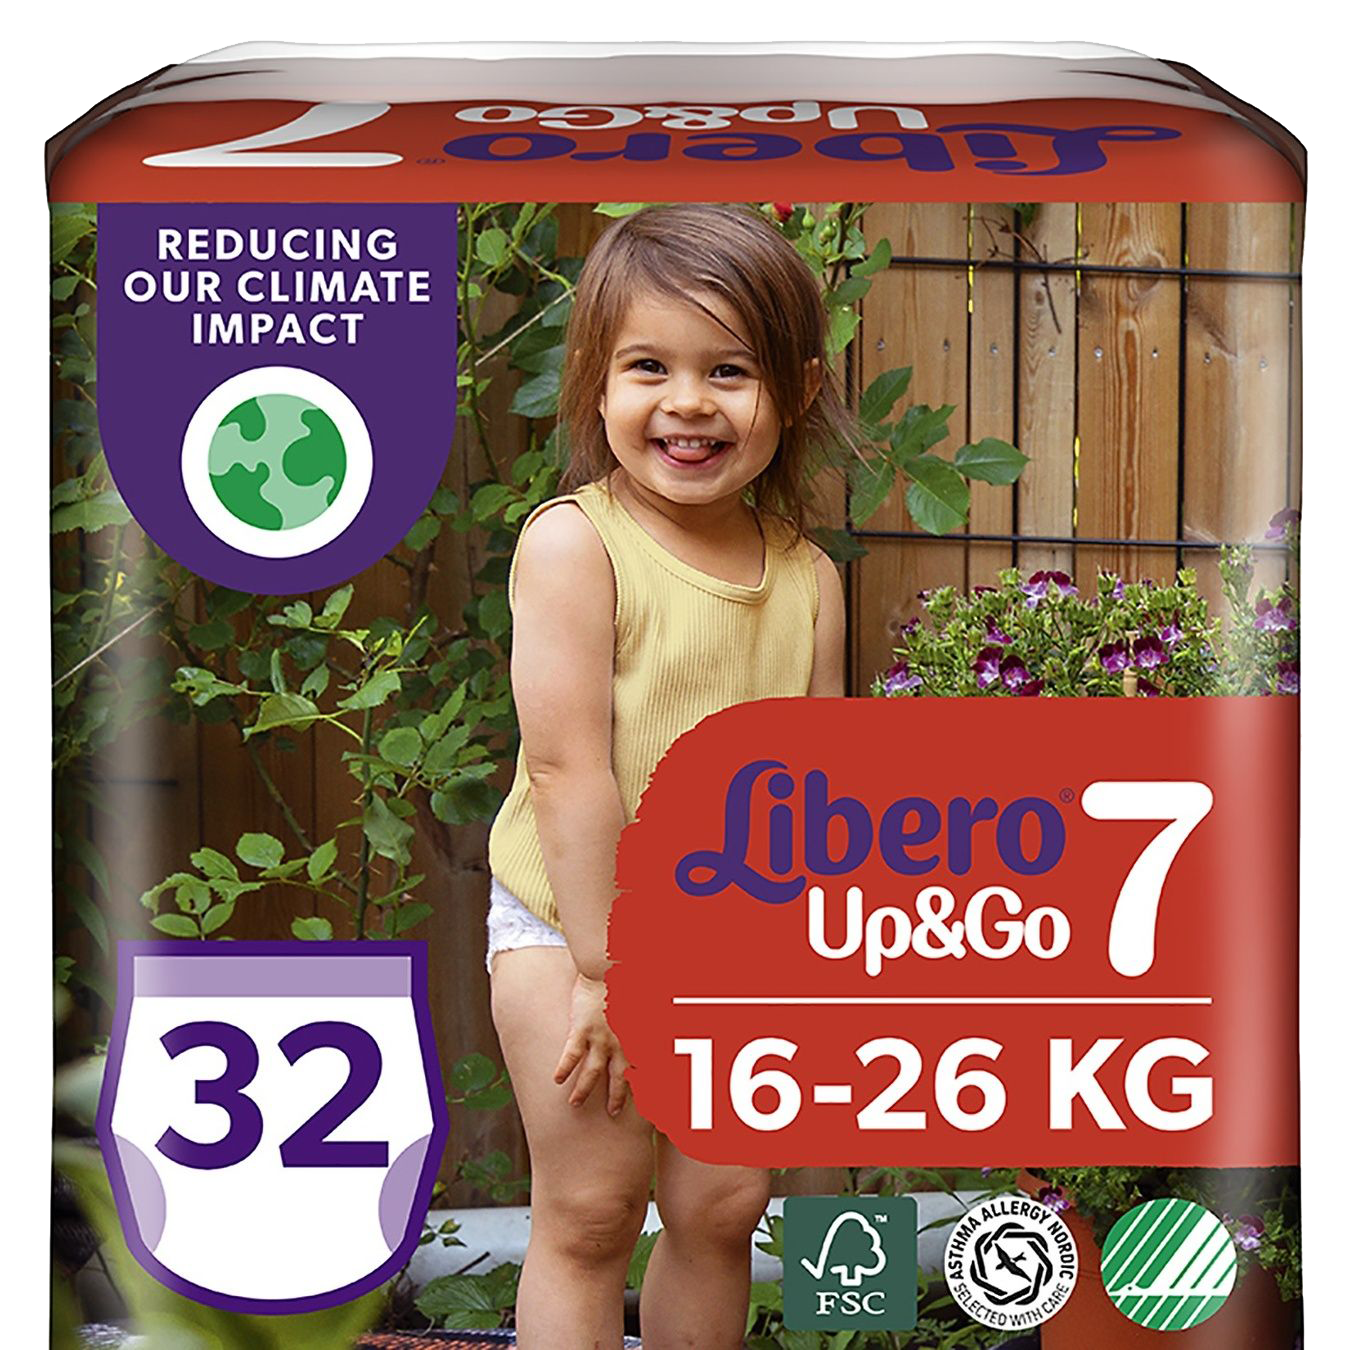 7 Libero®
Up&Go
REDUCING
OUR CLIMATE
IMPACT
Libero® 7
Up&Go
16-26 KG
32
FSC
™
ASTHMA ALLERGY NORDIC
SELECTED WITH CARE